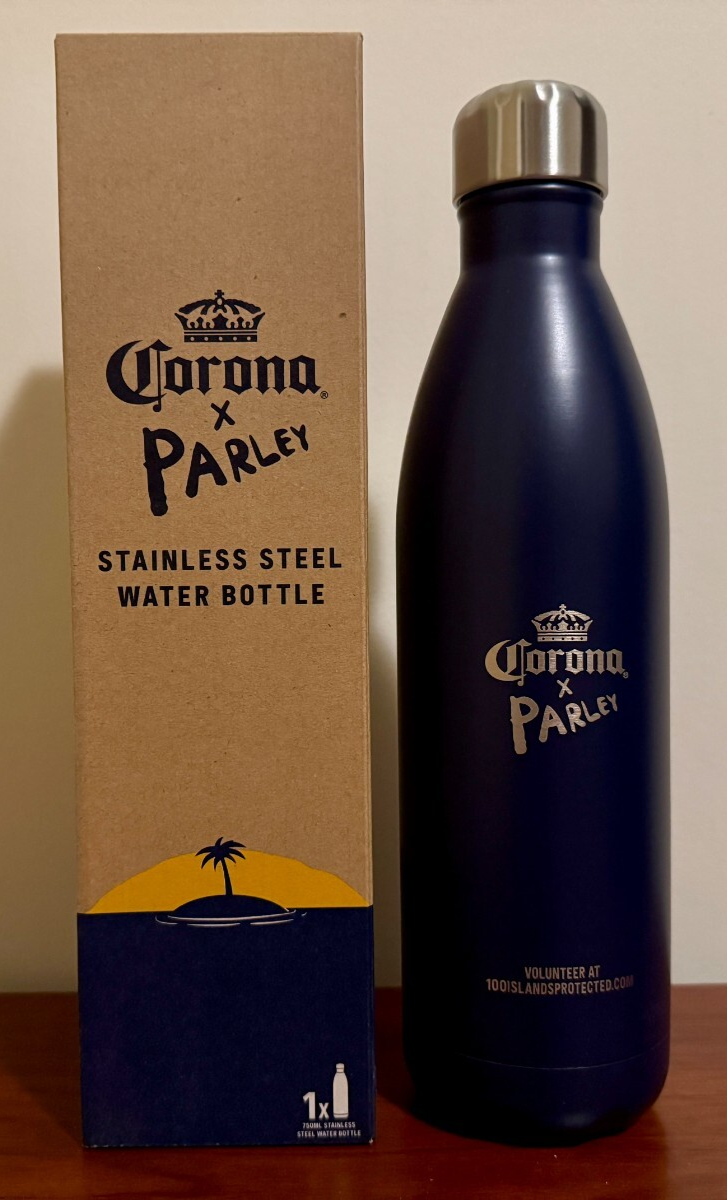 Corona®
X
PARLEY
STAINLESS STEEL
WATER BOTTLE
1x
750ML STAINLESS
STEEL WATER BOTTLE
Corona®
X
PARLEY
VOLUNTEER AT
100ISLANDSPROTECTED.COM